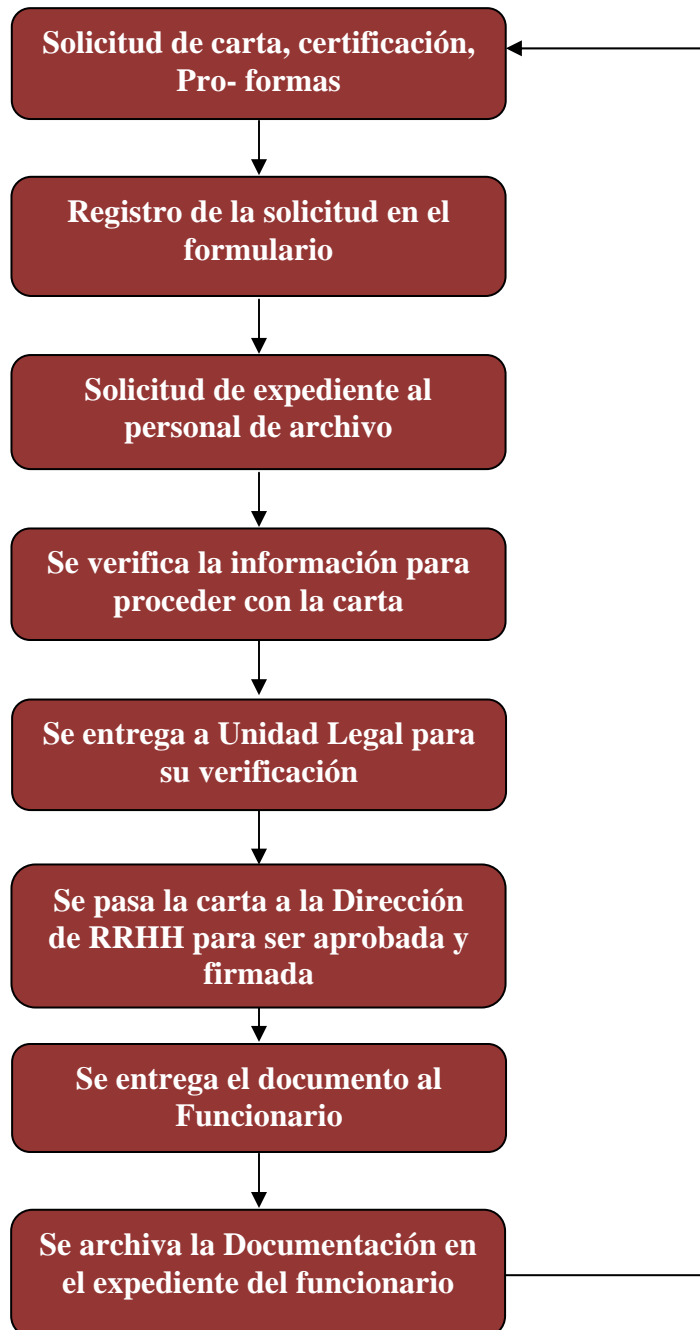 Solicitud de carta, certificación,
Pro- formas
Registro de la solicitud en el
formulario
Solicitud de expediente al
personal de archivo
Se verifica la información para
proceder con la carta
Se entrega a Unidad Legal para
su verificación
Se pasa la carta a la Dirección
de RRHH para ser aprobada y
firmada
Se entrega el documento al
Funcionario
Se archiva la Documentación en
el expediente del funcionario